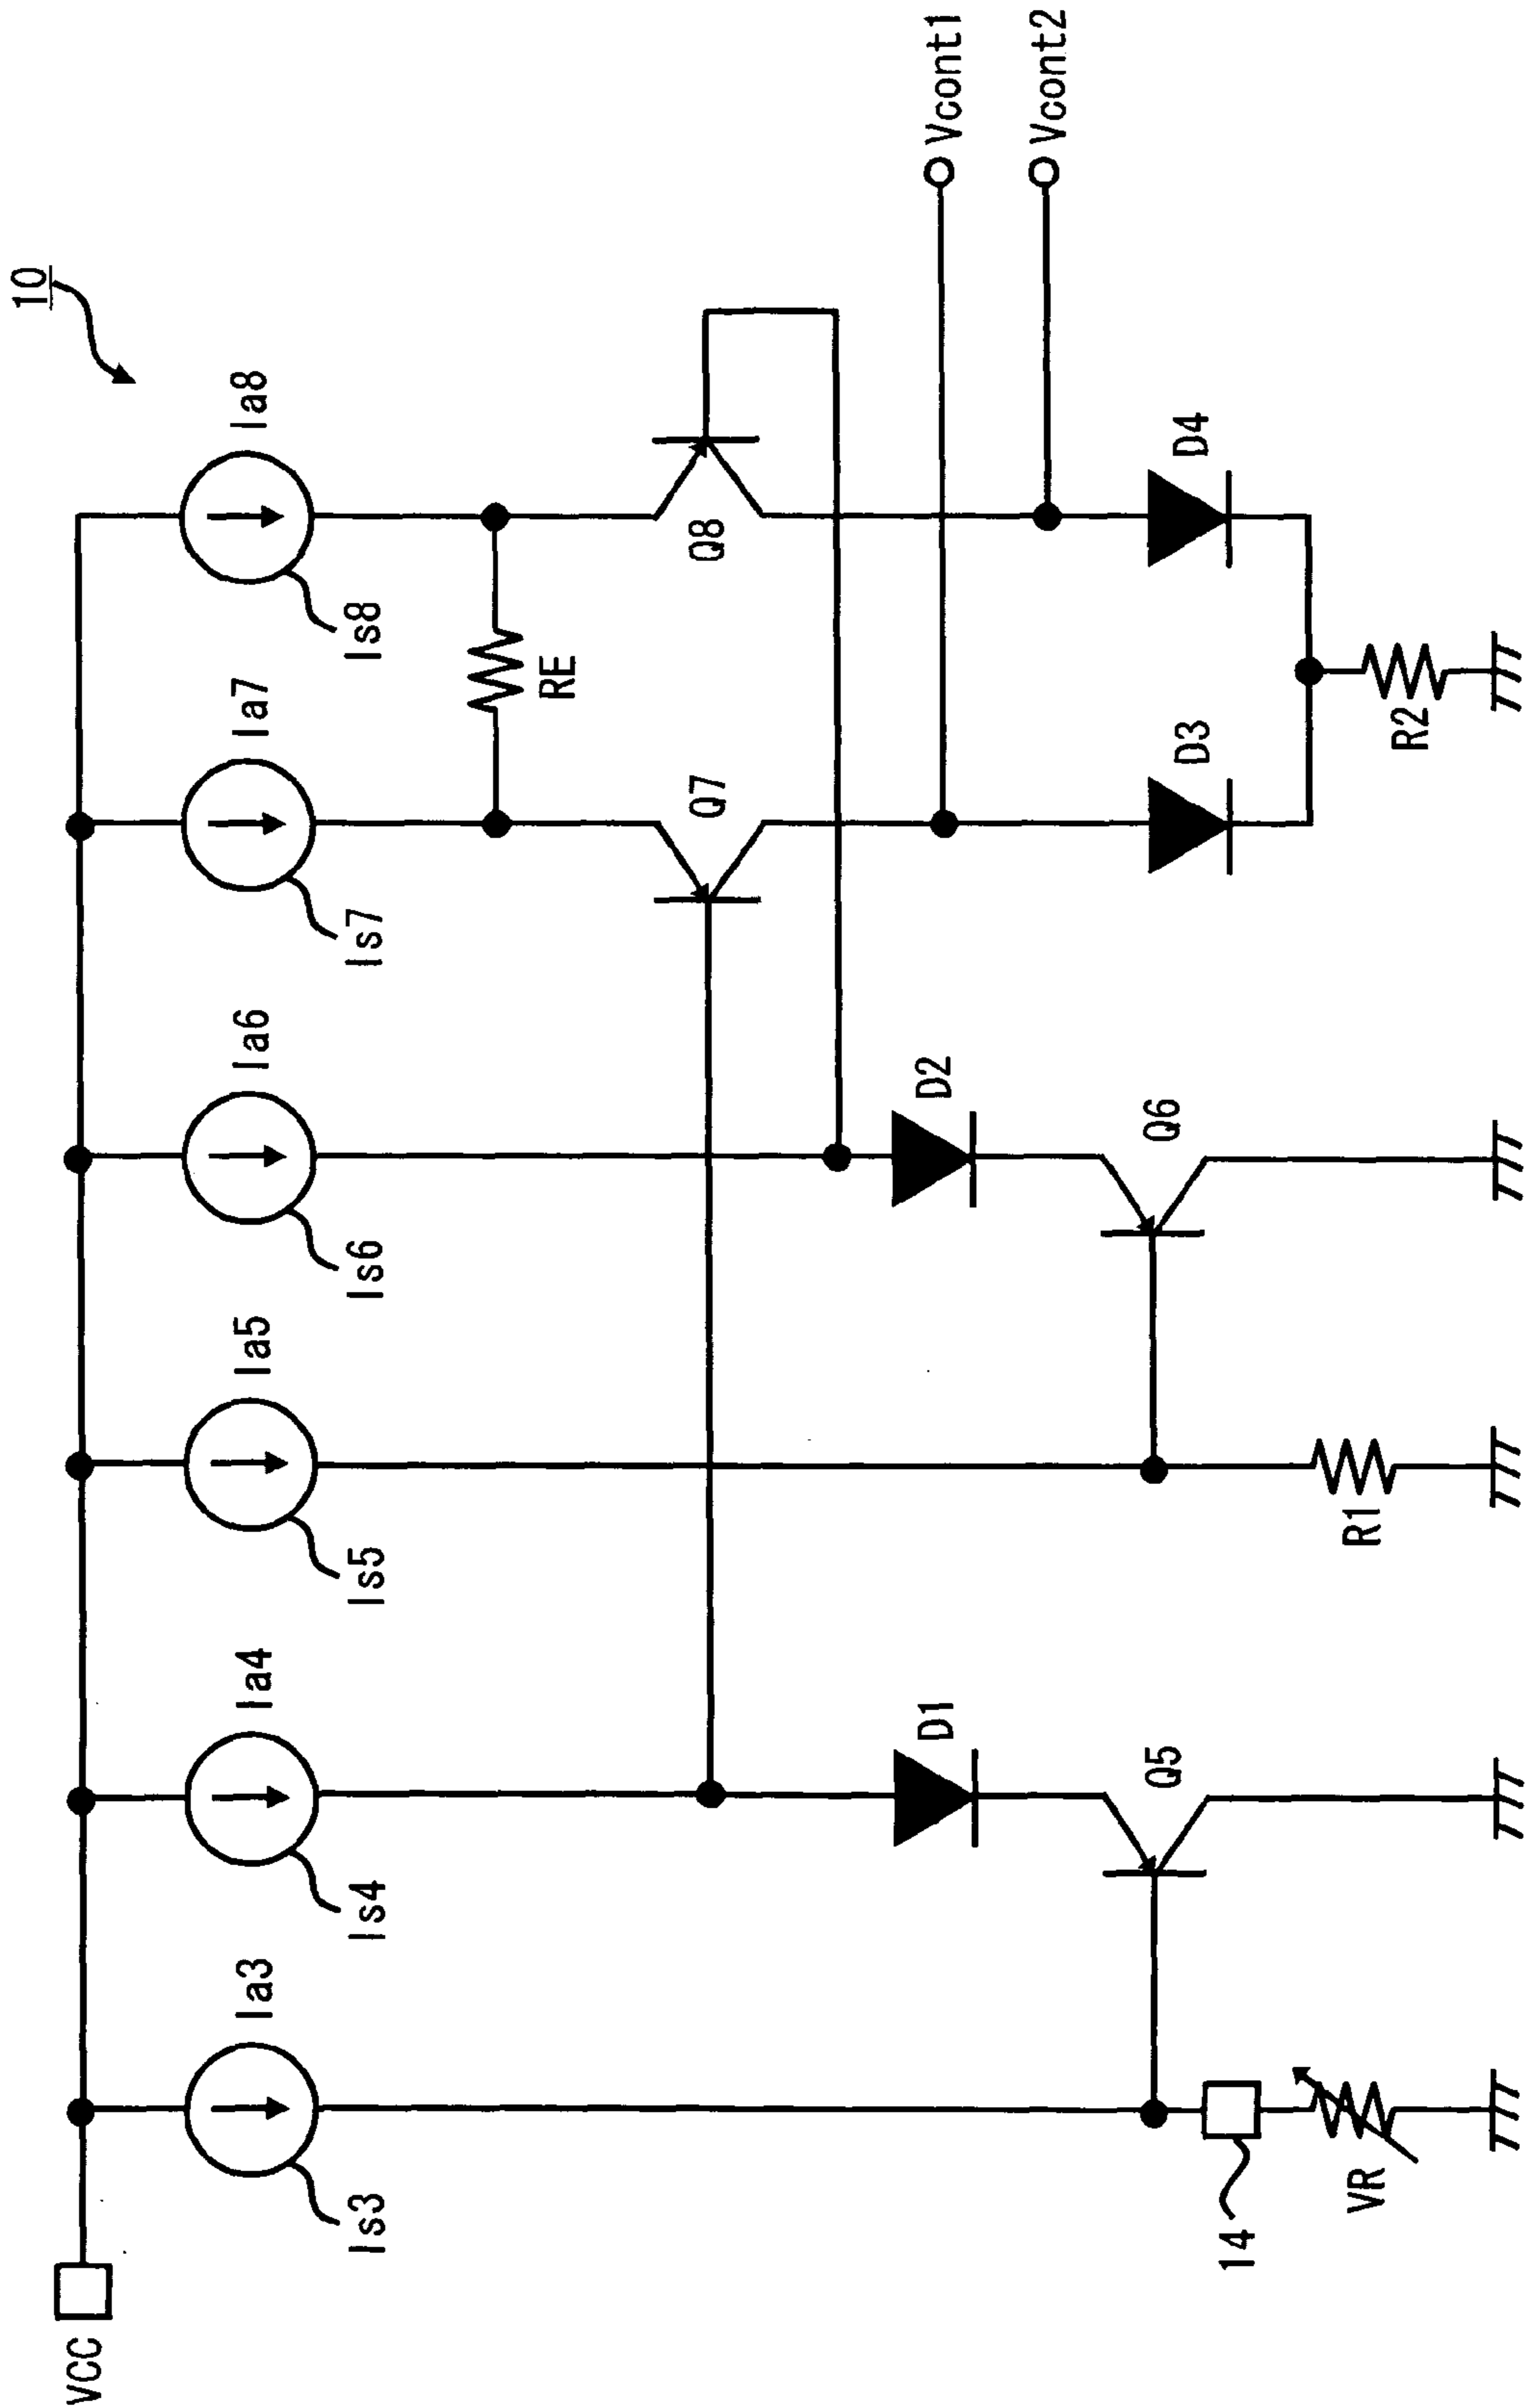 10
Ia3
Ia4
Ia5
Ia6
Ia7
Ia8
Is3
Is4
Is5
Is6
Is7
Is8
RE
Q7
Q8
Vcont1
Vcont2
D1
D2
Q5
Q6
D3
D4
14
VR
R1
R2
VCC